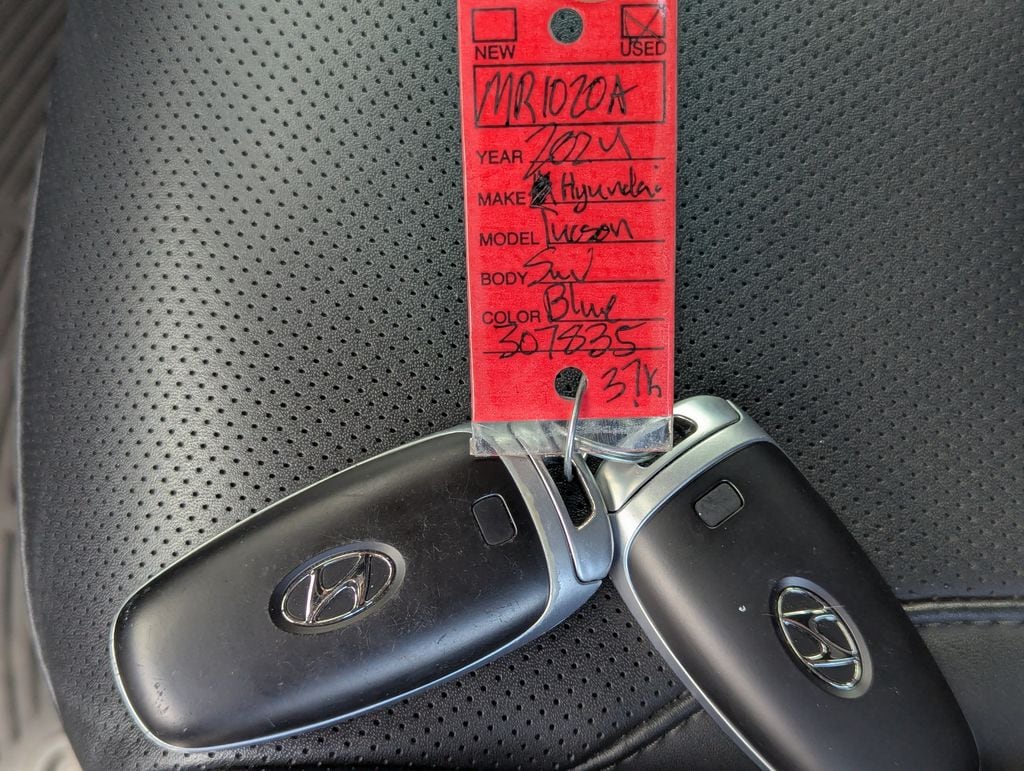 NEW USED
MR1020A
YEAR 2024
MAKE Hyundai
MODEL Tucson
BODY Suv
COLOR Blue
307835
37K